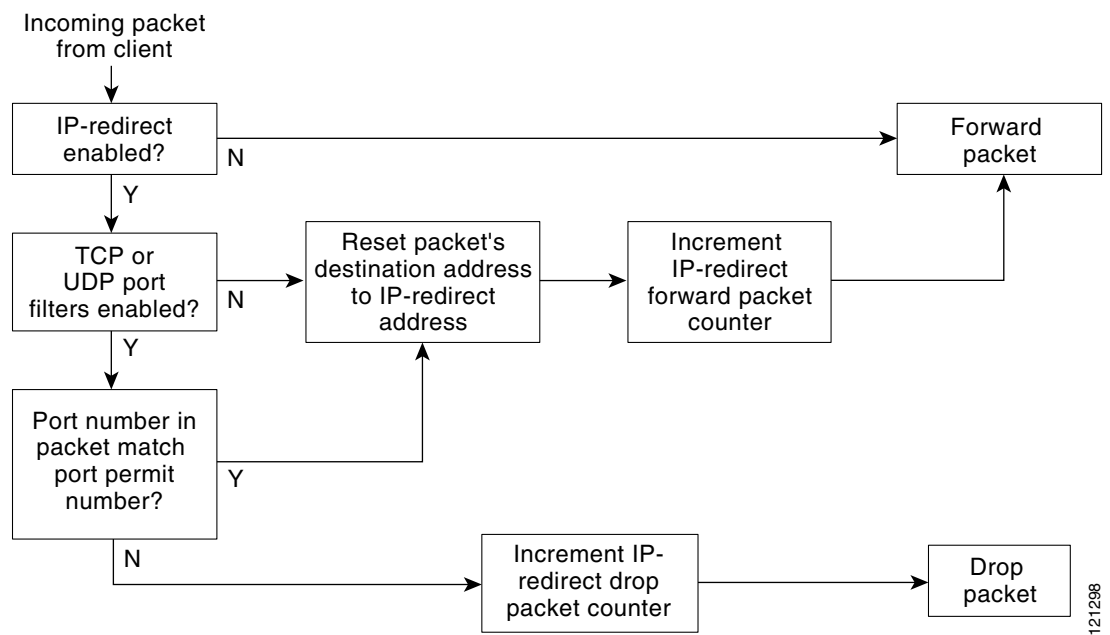 Incoming packet
from client
IP-redirect
enabled?
N
Forward
packet
Y
TCP or
UDP port
filters enabled?
N
Reset packet's
destination address
to IP-redirect
address
Increment
IP-redirect
forward packet
counter
Y
Port number in
packet match
port permit
number?
Y
N
Increment IP-
redirect drop
packet counter
Drop
packet
121298